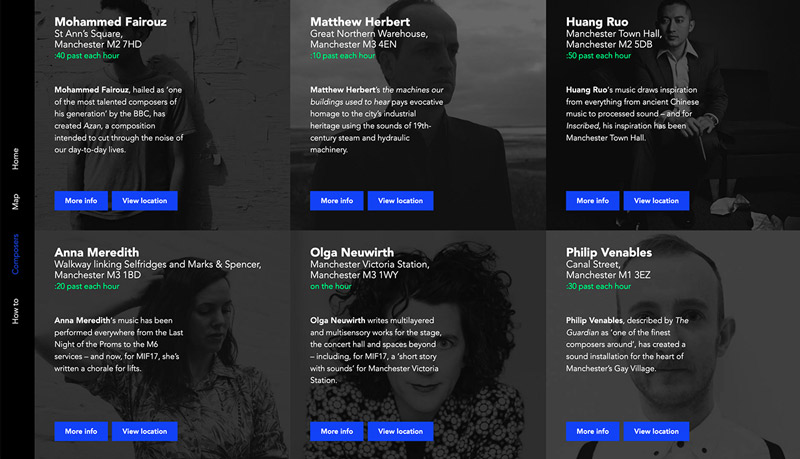 Home
Map
Composers
How to
Mohammed Fairouz
St Ann's Square,
Manchester M2 7HD
:40 past each hour
Mohammed Fairouz, hailed as 'one
of the most talented composers of
his generation' by the BBC, has
created Azan, a composition
intended to cut through the noise of
our day-to-day lives.
More info View location
Matthew Herbert
Great Northern Warehouse,
Manchester M3 4EN
:10 past each hour
Matthew Herbert's the machines our
buildings used to hear pays evocative
homage to the city's industrial
heritage using the sounds of 19th-
century steam and hydraulic
machinery.
More info View location
Huang Ruo
Manchester Town Hall,
Manchester M2 5DB
:50 past each hour
Huang Ruo's music draws inspiration
from everything from ancient Chinese
music to processed sound – and for
Inscribed, his inspiration has been
Manchester Town Hall.
More info View location
Anna Meredith
Walkway linking Selfridges and Marks & Spencer,
Manchester M3 1BD
:20 past each hour
Anna Meredith's music has been
performed everywhere from the Last
Night of the Proms to the M6
services – and now, for MIF17, she's
written a chorale for lifts.
More info View location
Olga Neuwirth
Manchester Victoria Station,
Manchester M3 1WY
on the hour
Olga Neuwirth writes multilayered
and multisensory works for the stage,
the concert hall and spaces beyond
– including, for MIF17, a 'short story
with sounds' for Manchester Victoria
Station.
More info View location
Philip Venables
Canal Street,
Manchester M1 3EZ
:30 past each hour
Philip Venables, described by The
Guardian as 'one of the finest
composers around', has created a
sound installation for the heart of
Manchester's Gay Village.
More info View location